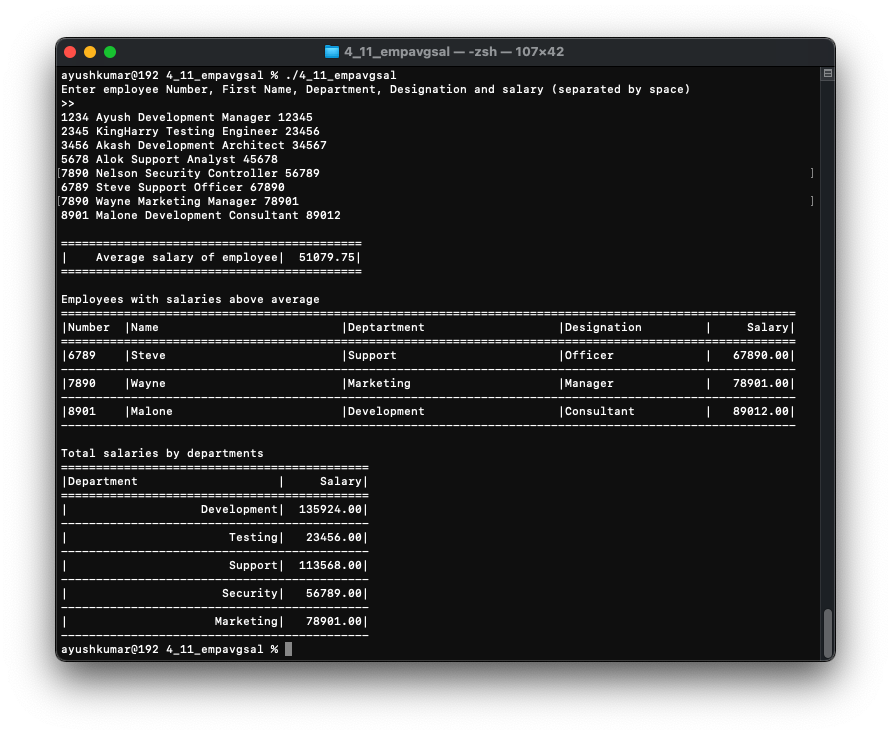 4_11_empavgsal — -zsh — 107×42
ayushkumar@192 4_11_empavgsal % ./4_11_empavgsal
Enter employee Number, First Name, Department, Designation and salary (separated by space)
>>
1234 Ayush Development Manager 12345
2345 KingHarry Testing Engineer 23456
3456 Akash Development Architect 34567
5678 Alok Support Analyst 45678
[7890 Nelson Security Controller 56789 ]
6789 Steve Support Officer 67890
[7890 Wayne Marketing Manager 78901 ]
8901 Malone Development Consultant 89012
===========================================
|    Average salary of employee|  51079.75|
===========================================
Employees with salaries above average
=========================================================================================================
|Number  |Name                          |Deptartment                   |Designation         |     Salary|
=========================================================================================================
|6789    |Steve                         |Support                       |Officer             |   67890.00|
---------------------------------------------------------------------------------------------------------
|7890    |Wayne                         |Marketing                     |Manager             |   78901.00|
---------------------------------------------------------------------------------------------------------
|8901    |Malone                        |Development                   |Consultant          |   89012.00|
---------------------------------------------------------------------------------------------------------
Total salaries by departments
============================================
|Department                    |     Salary|
============================================
|                   Development|  135924.00|
--------------------------------------------
|                       Testing|   23456.00|
--------------------------------------------
|                       Support|  113568.00|
--------------------------------------------
|                      Security|   56789.00|
--------------------------------------------
|                     Marketing|   78901.00|
--------------------------------------------
ayushkumar@192 4_11_empavgsal %